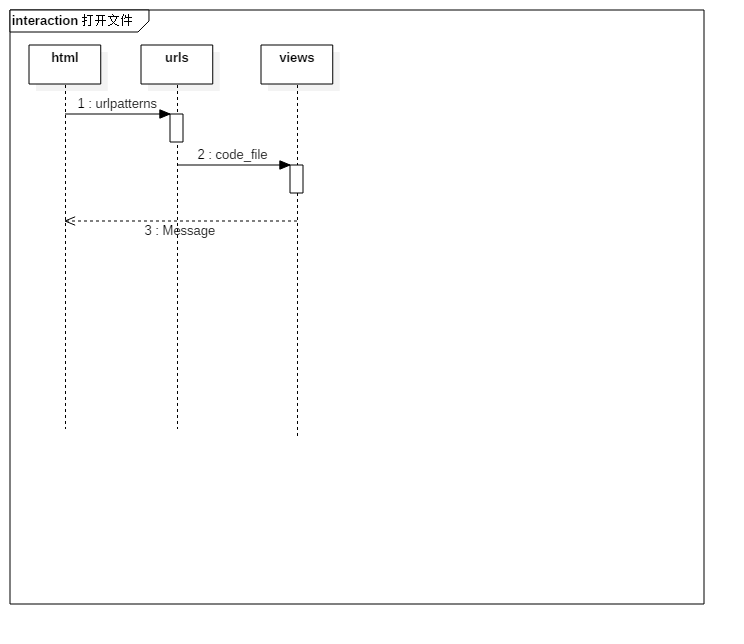 interaction 打开文件
html urls views
1 : urlpatterns
2 : code_file
3 : Message